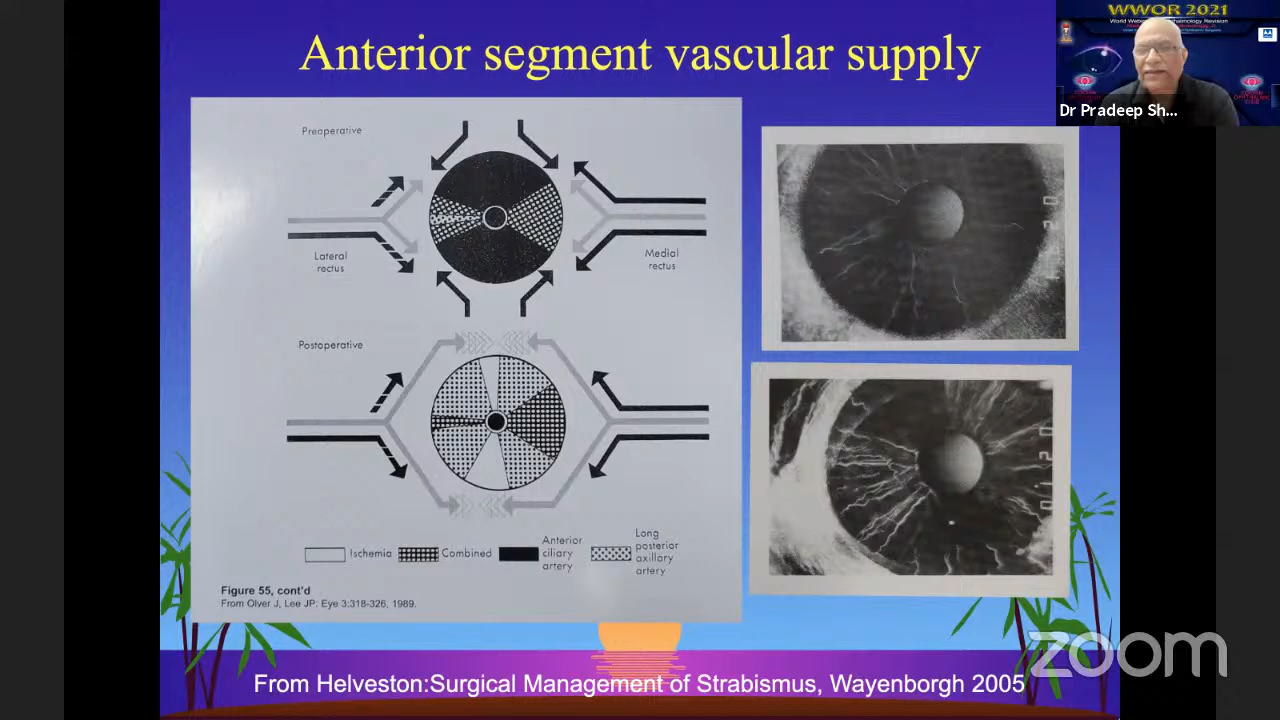 Anterior segment vascular supply
WWOR 2021
Dr Pradeep Sh...
Preoperative
Lateral
rectus
Medial
rectus
Postoperative
Ischemia
Combined
Anterior
ciliary
artery
Long
posterior
axillary
artery
Figure 55, cont'd
From Olver J, Lee JP: Eye 3:318-326, 1989.
From Helveston:Surgical Management of Strabismus, Wayenborgh 2005
zoom